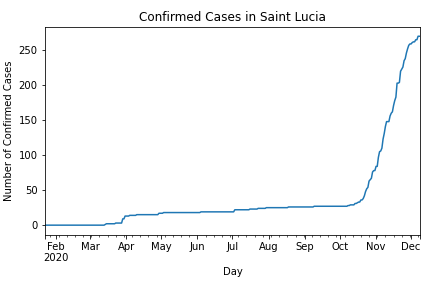 Confirmed Cases in Saint Lucia
Number of Confirmed Cases
250
200
150
100
50
0
Feb Mar Apr May Jun Jul Aug Sep Oct Nov Dec
2020
Day